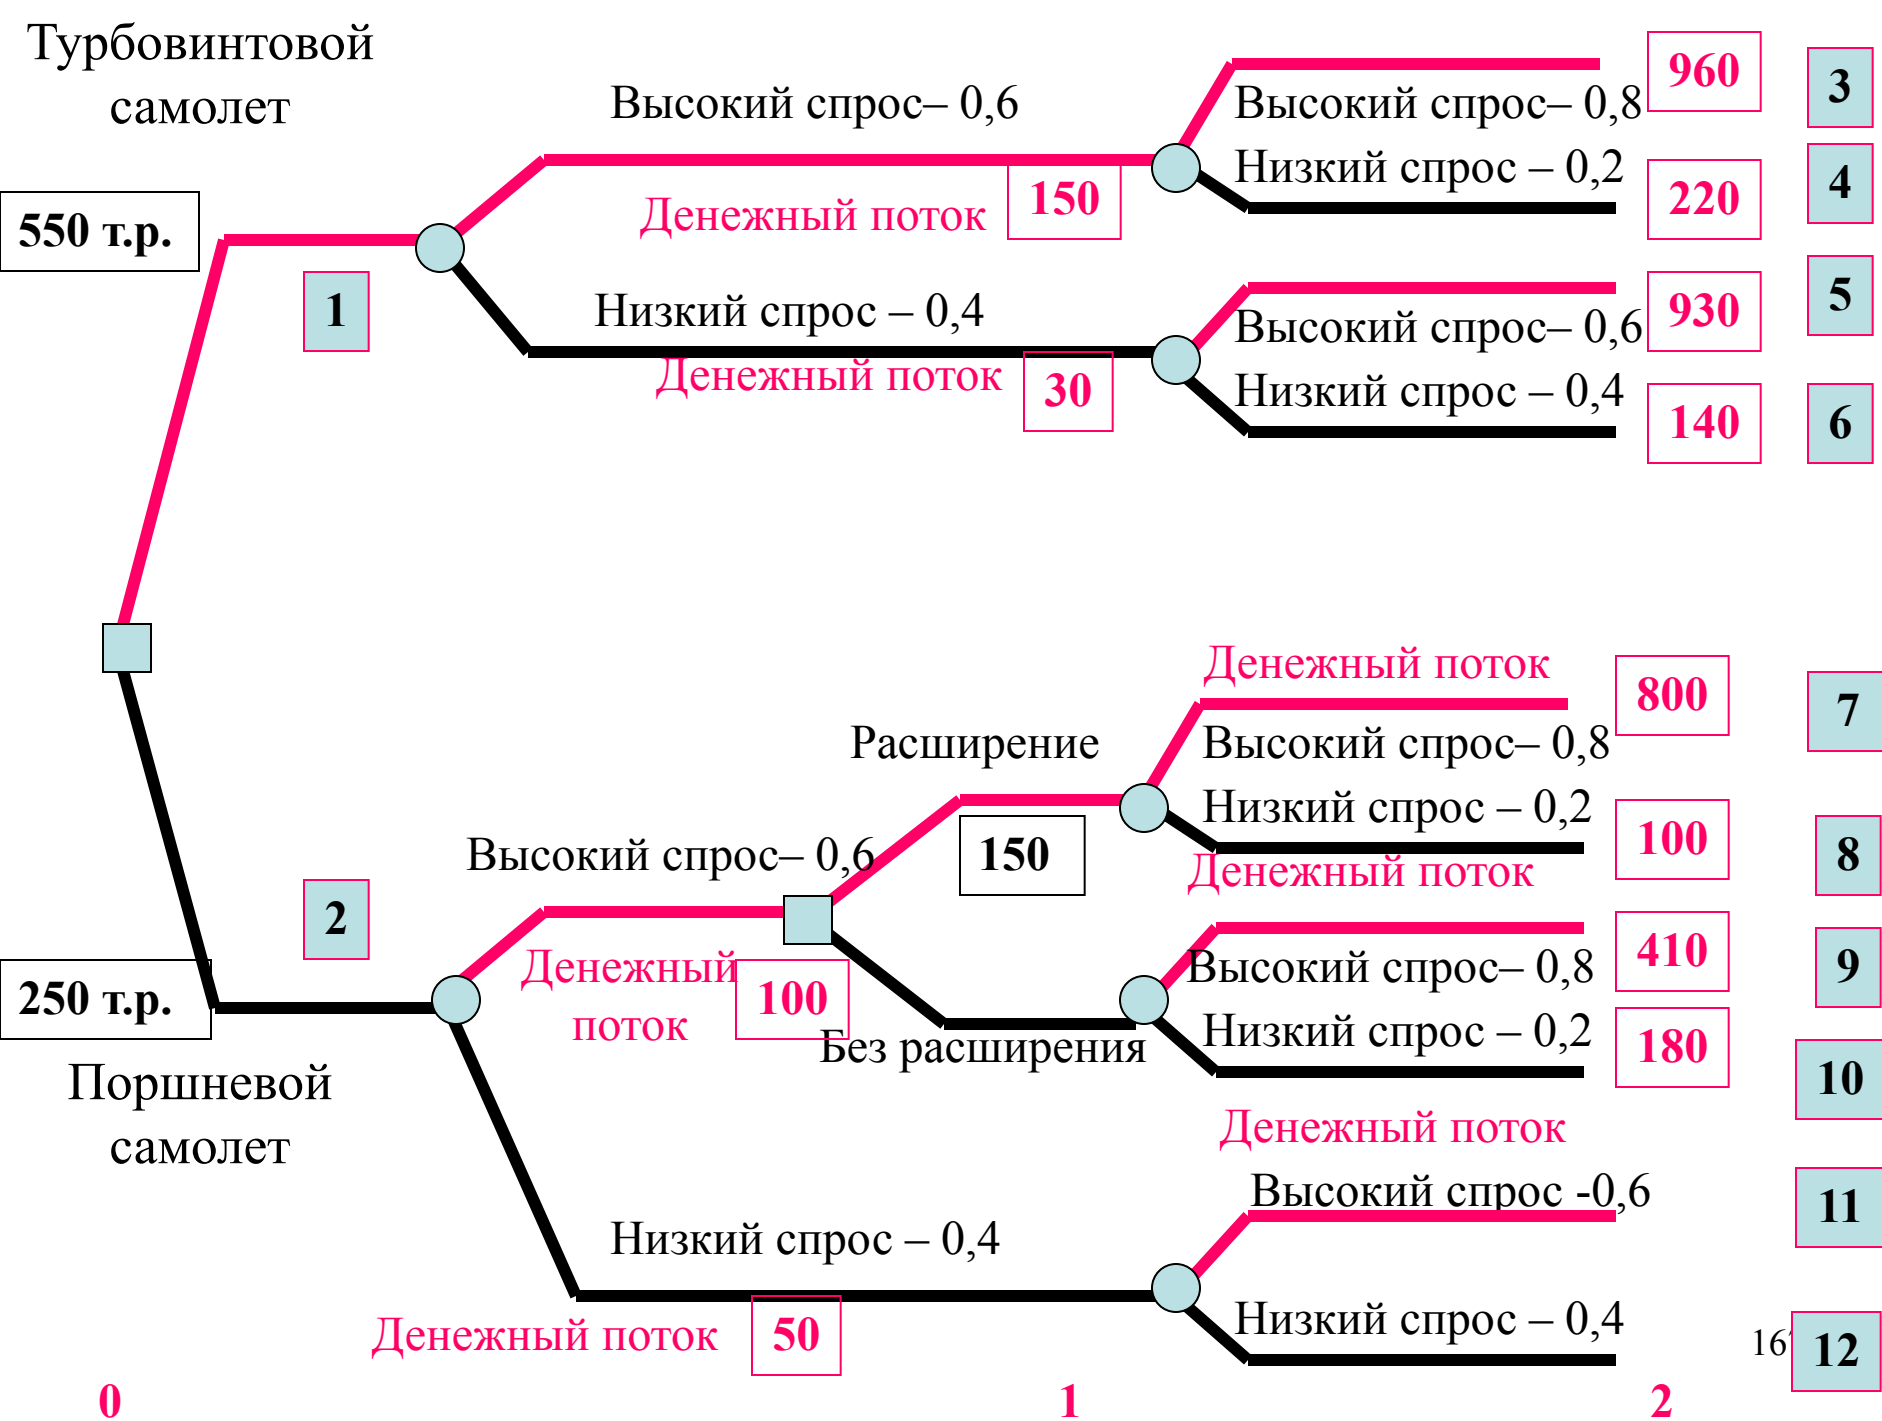 Турбовинтовой
самолет
550 т.р.
1
Высокий спрос– 0,6
Денежный поток
150
Низкий спрос – 0,4
Денежный поток
30
Высокий спрос– 0,8
960
3
Низкий спрос – 0,2
220
4
Высокий спрос– 0,6
930
5
Низкий спрос – 0,4
140
6
250 т.р.
Поршневой
самолет
2
Высокий спрос– 0,6
Денежный
поток
100
Расширение
150
Без расширения
Денежный поток
800
7
Высокий спрос– 0,8
Низкий спрос – 0,2
100
8
Денежный поток
Высокий спрос– 0,8
410
9
Низкий спрос – 0,2
180
10
Денежный поток
Высокий спрос -0,6
11
Низкий спрос – 0,4
Денежный поток
50
Низкий спрос – 0,4
12
0
1
2